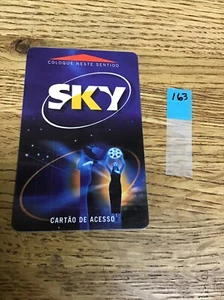 COLOQUE NESTE SENTIDO
SKY
CARTÃO DE ACESSO
163